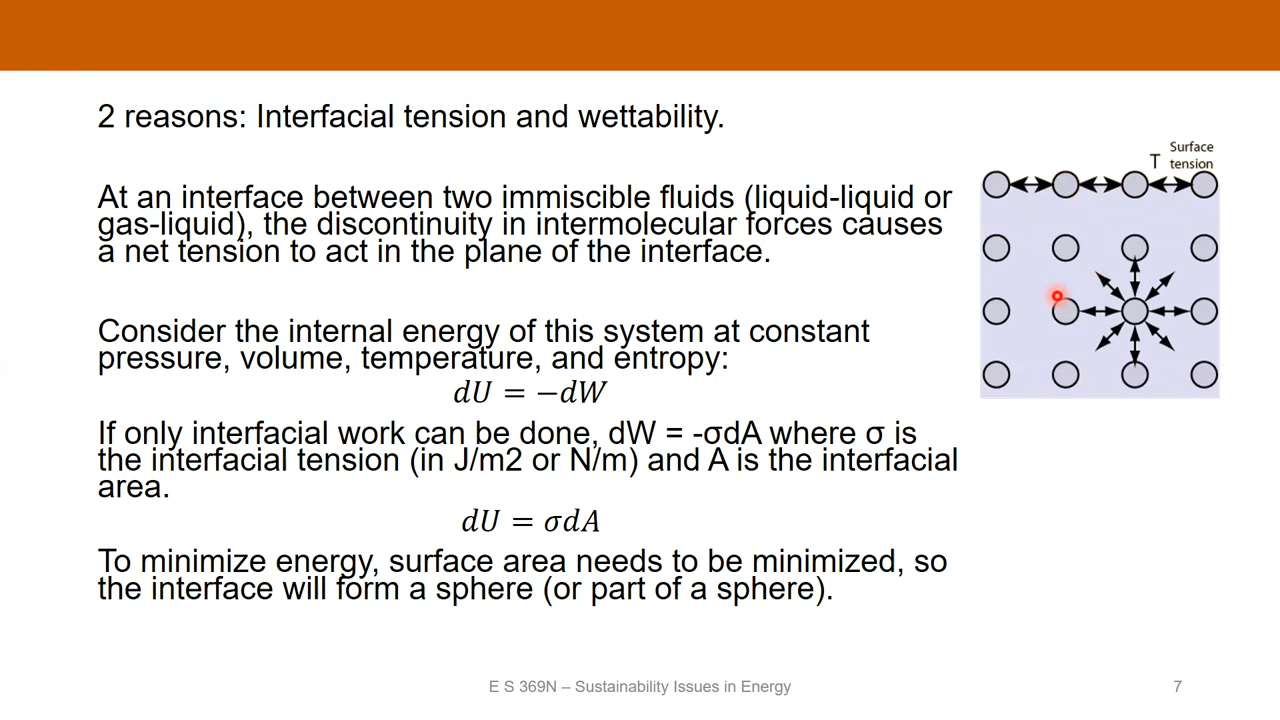 2 reasons: Interfacial tension and wettability.
At an interface between two immiscible fluids (liquid-liquid or
gas-liquid), the discontinuity in intermolecular forces causes
a net tension to act in the plane of the interface.
Consider the internal energy of this system at constant
pressure, volume, temperature, and entropy:
𝑑𝑈 = −𝑑𝑊
If only interfacial work can be done, dW = -σdA where σ is
the interfacial tension (in J/m2 or N/m) and A is the interfacial
area.
𝑑𝑈 = 𝜎𝑑𝐴
To minimize energy, surface area needs to be minimized, so
the interface will form a sphere (or part of a sphere).
Surface
T tension
E S 369N – Sustainability Issues in Energy
7